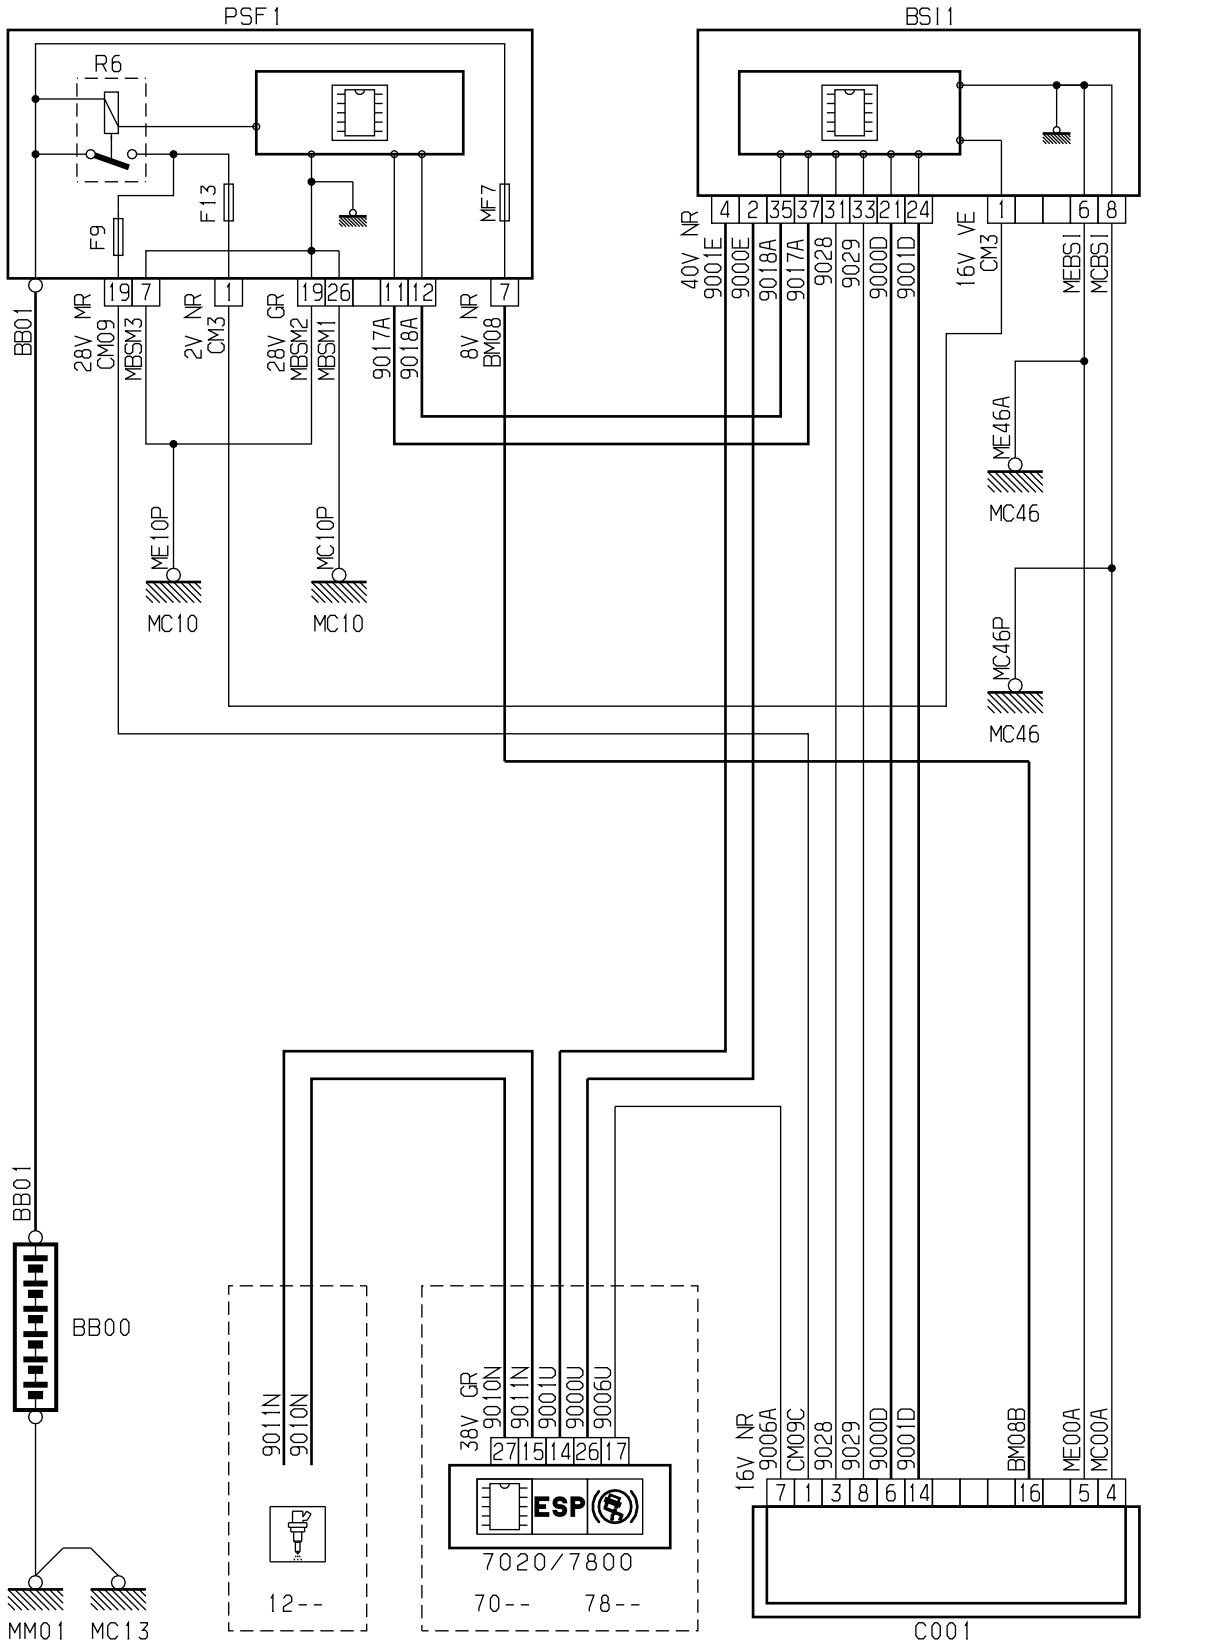 PSF1
BSI1
R6
F9
F13
MF7
19 7 1 19 26 11 12 7
4 2 35 37 31 33 21 24 1 6 8
BB01
28V MR
CM09
MBSM3
2V NR
CM3
28V GR
MBSM2
MBSM1
9017A
9018A
8V NR
BM08
40V NR
9001E
9000E
9018A
9017A
9028
9029
9000D
9001D
16V VE
CM3
MEBSI
MCBSI
ME46A
MC46
ME10P
MC10
MC10P
MC10
MC46P
MC46
BB01
BB00
9011N
9010N
12--
38V GR
9010N
9011N
9001U
9000U
9006U
27 15 14 26 17
ESP
7020/7800
70-- 78--
16V NR
9006A
CM09C
9028
9029
9000D
9001D
BM08B
ME00A
MC00A
7 1 3 8 6 14 16 5 4
C001
MM01 MC13